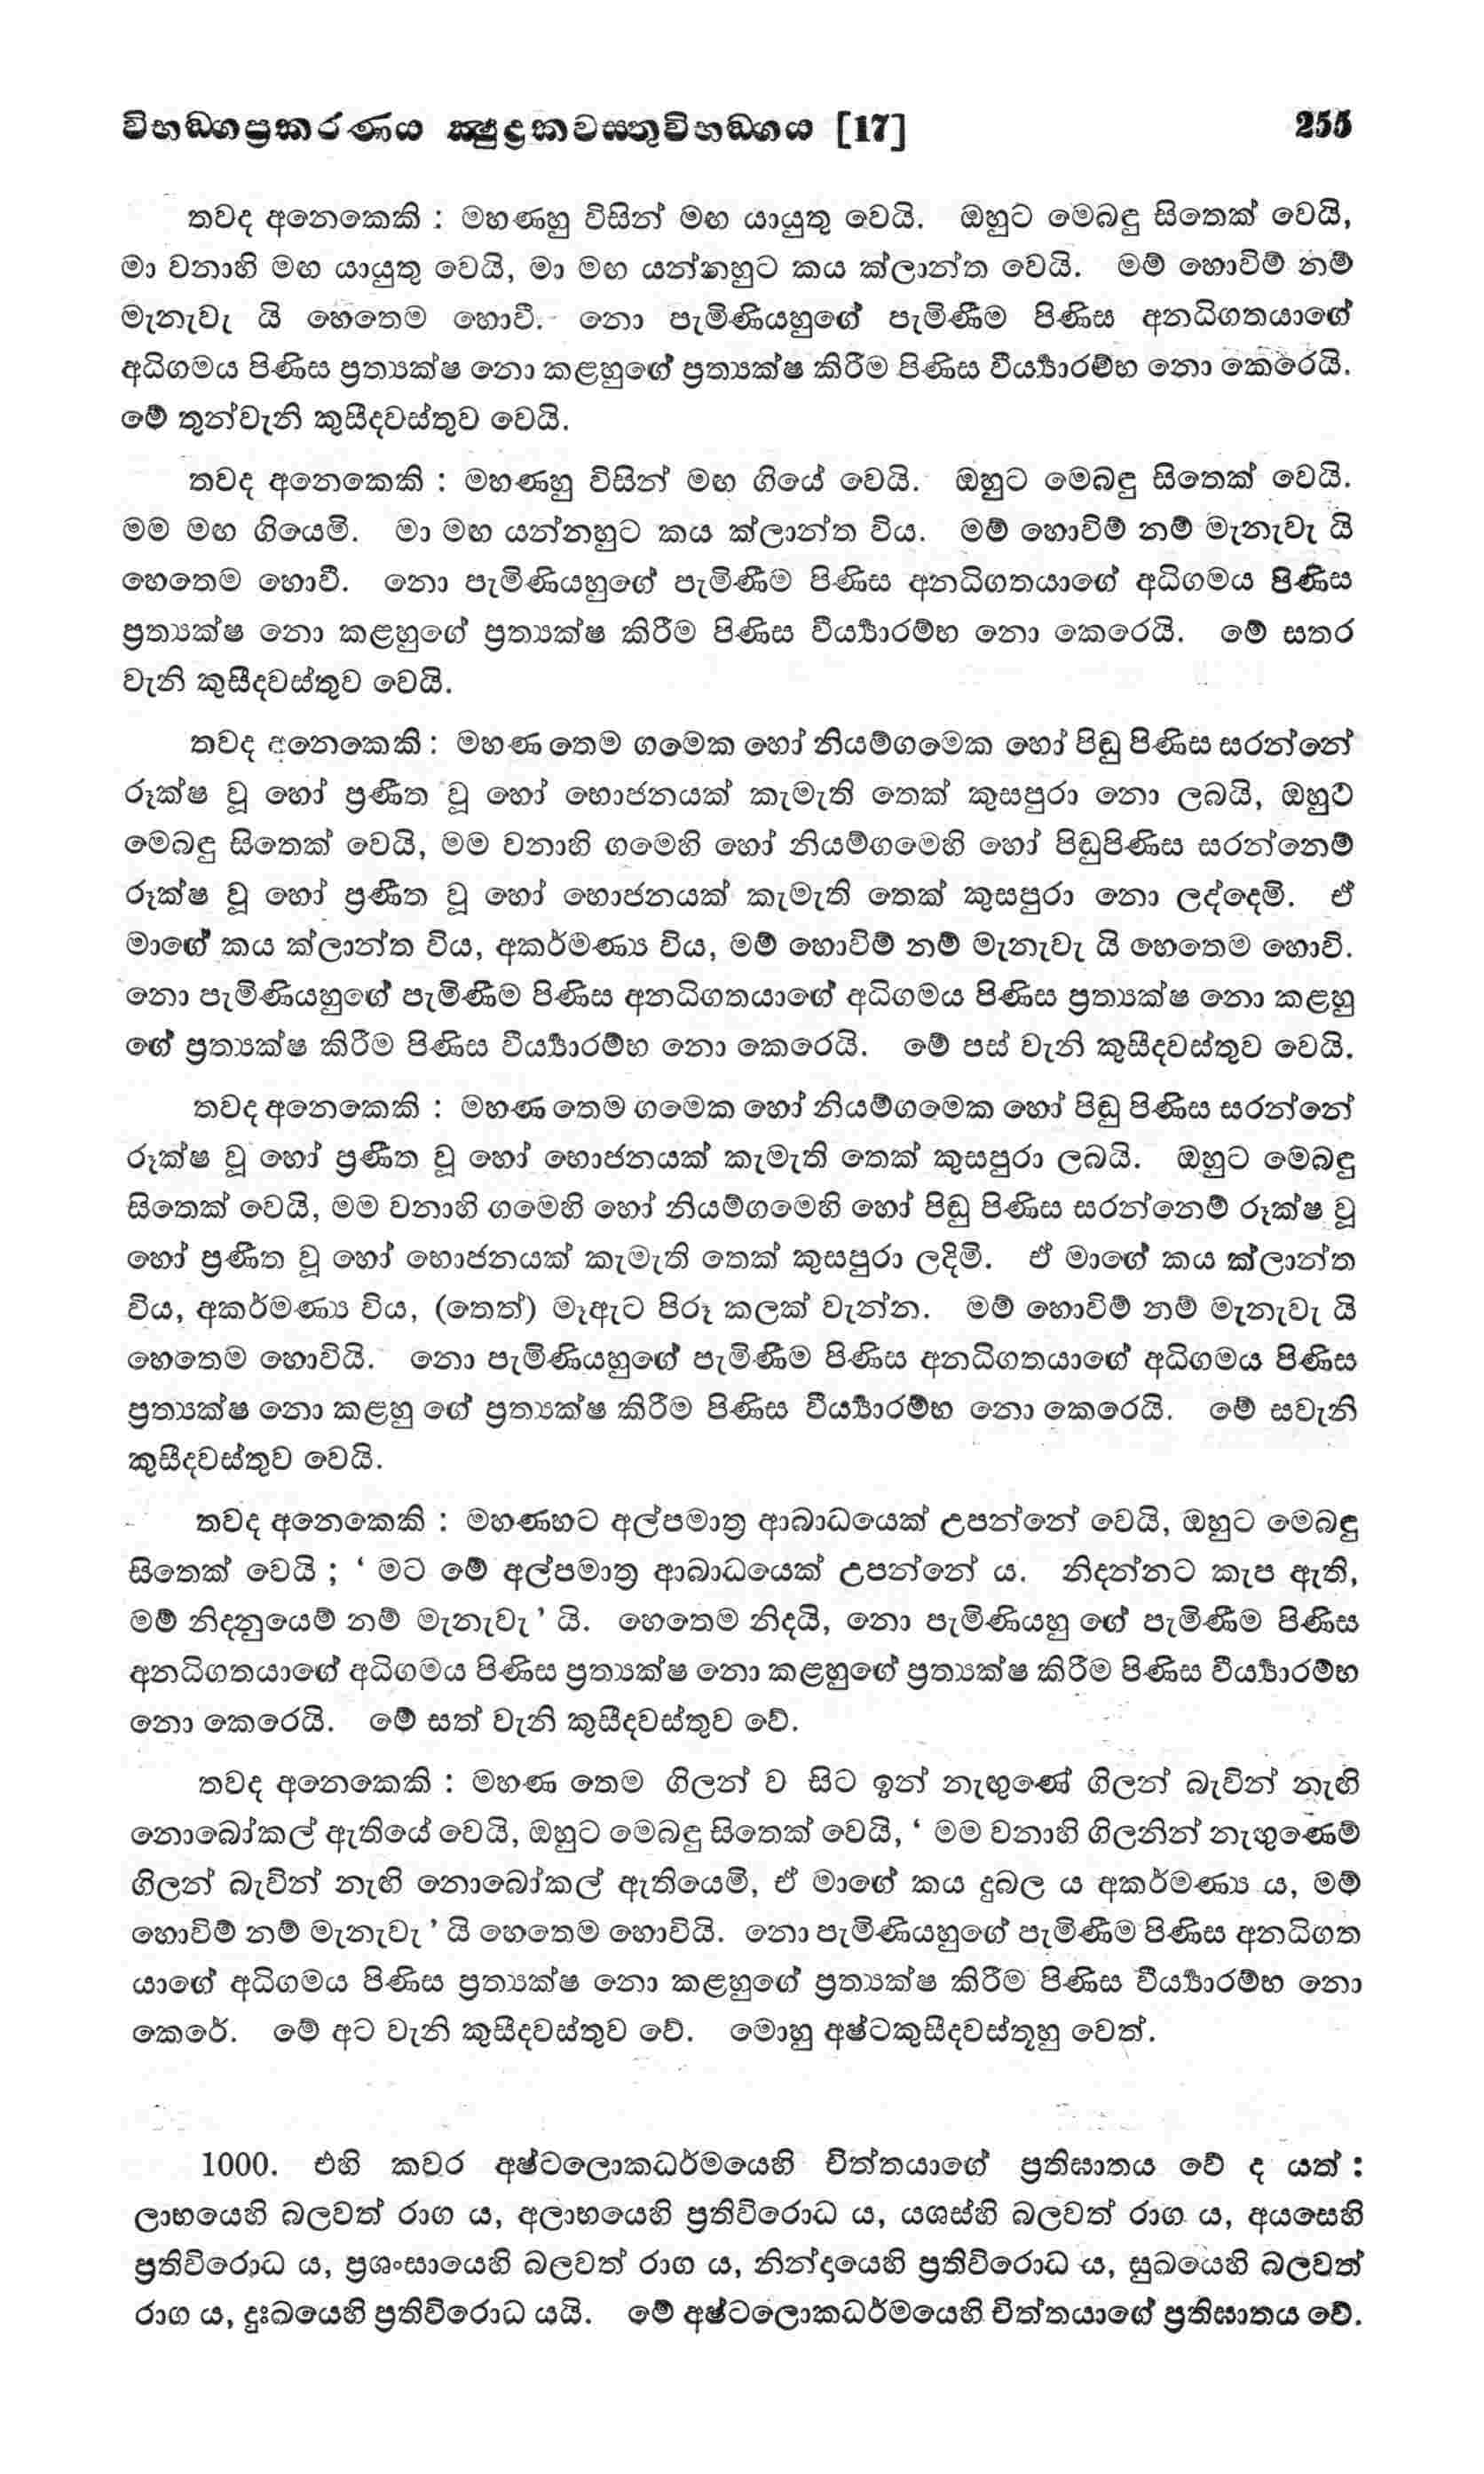 විභඞ්ගප්‍රකරණය ක්‍ෂුද්‍රකවස්තුවිභඞ්ගය [17] 255
තවද අනෙකෙකි : මහණහු විසින් මඟ යායුතු වෙයි. ඔහුට මෙබඳු සිතෙක් වෙයි,
මා වනාහි මඟ යායුතු වෙයි, මා මඟ යන්නහුට කය ක්ලාන්ත වෙයි. මම් හොවිම් නම්
මැනැවැ යි හෙතෙම හොවී. නො පැමිණියහුගේ පැමිණීම පිණිස අනධිගතයාගේ
අධිගමය පිණිස ප්‍රත්‍යක්ෂ නො කළහුගේ ප්‍රත්‍යක්ෂ කිරීම පිණිස වීර්‍ය්‍යාරම්භ නො කෙරෙයි.
මේ තුන්වැනි කුසීදවස්තුව වෙයි.
තවද අනෙකෙකි : මහණහු විසින් මඟ ගියේ වෙයි. ඔහුට මෙබඳු සිතෙක් වෙයි.
මම මඟ ගියෙමි. මා මඟ යන්නහුට කය ක්ලාන්ත විය. මම් හොවිම් නම් මැනැවැ යි
හෙතෙම හොවී. නො පැමිණියහුගේ පැමිණීම පිණිස අනධිගතයාගේ අධිගමය පිණිස
ප්‍රත්‍යක්ෂ නො කළහුගේ ප්‍රත්‍යක්ෂ කිරීම පිණිස වීර්‍ය්‍යාරම්භ නො කෙරෙයි. මේ සතර
වැනි කුසීදවස්තුව වෙයි.
තවද අනෙකෙකි : මහණ තෙම ගමෙක හෝ නියම්ගමෙක හෝ පිඬු පිණිස සරන්නේ
රූක්ෂ වූ හෝ ප්‍රණීත වූ හෝ භොජනයක් කැමැති තෙක් කුසපුරා නො ලබයි, ඔහුට
මෙබඳු සිතෙක් වෙයි, මම වනාහි ගමෙහි හෝ නියම්ගමෙහි හෝ පිඬුපිණිස සරන්නෙම්
රූක්ෂ වූ හෝ ප්‍රණීත වූ හෝ භොජනයක් කැමැති තෙක් කුසපුරා නො ලද්දෙමි. ඒ
මාගේ කය ක්ලාන්ත විය, අකර්මණ්‍ය විය, මම් හොවිම් නම් මැනැවැ යි හෙතෙම හොවි.
නො පැමිණියහුගේ පැමිණීම පිණිස අනධිගතයාගේ අධිගමය පිණිස ප්‍රත්‍යක්ෂ නො කළහු
ගේ ප්‍රත්‍යක්ෂ කිරීම පිණිස වීර්‍ය්‍යාරම්භ නො කෙරෙයි. මේ පස් වැනි කුසීදවස්තුව වෙයි.
තවද අනෙකෙකි : මහණ තෙම ගමෙක හෝ නියම්ගමෙක හෝ පිඬු පිණිස සරන්නේ
රූක්ෂ වූ හෝ ප්‍රණීත වූ හෝ භොජනයක් කැමැති තෙක් කුසපුරා ලබයි. ඔහුට මෙබඳු
සිතෙක් වෙයි, මම වනාහි ගමෙහි හෝ නියම්ගමෙහි හෝ පිඬු පිණිස සරන්නෙම් රූක්ෂ වූ
හෝ ප්‍රණීත වූ හෝ භොජනයක් කැමැති තෙක් කුසපුරා ලදිමි. ඒ මාගේ කය ක්ලාන්ත
විය, අකර්මණ්‍ය විය, (තෙත්) මෑඇට පිරූ කලක් වැන්න. මම් හොවිම් නම් මැනැවැ යි
හෙතෙම හොවියි. නො පැමිණියහුගේ පැමිණීම පිණිස අනධිගතයාගේ අධිගමය පිණිස
ප්‍රත්‍යක්ෂ නො කළහු ගේ ප්‍රත්‍යක්ෂ කිරීම පිණිස වීර්‍ය්‍යාරම්භ නො කෙරෙයි. මේ සවැනි
කුසීදවස්තුව වෙයි.
තවද අනෙකෙකි : මහණහට අල්පමාත්‍ර ආබාධයෙක් උපන්නේ වෙයි, ඔහුට මෙබඳු
සිතෙක් වෙයි ; ‘ මට මේ අල්පමාත්‍ර ආබාධයෙක් උපන්නේ ය. නිදන්නට කැප ඇති,
මම් නිදනුයෙම් නම් මැනැවැ ’ යි. හෙතෙම නිදයි, නො පැමිණියහු ගේ පැමිණීම පිණිස
අනධිගතයාගේ අධිගමය පිණිස ප්‍රත්‍යක්ෂ නො කළහුගේ ප්‍රත්‍යක්ෂ කිරීම පිණිස වීර්‍ය්‍යාරම්භ
නො කෙරෙයි. මේ සත් වැනි කුසීදවස්තුව වේ.
තවද අනෙකෙකි : මහණ තෙම ගිලන් ව සිට ඉන් නැඟුණේ ගිලන් බැවින් නැඟි
නොබෝකල් ඇතියේ වෙයි, ඔහුට මෙබඳු සිතෙක් වෙයි, ‘ මම වනාහි ගිලනින් නැඟුණෙම්
ගිලන් බැවින් නැඟි නොබෝකල් ඇතියෙමි, ඒ මාගේ කය දුබල ය අකර්මණ්‍ය ය, මම්
හොවිම් නම් මැනැවැ ’ යි හෙතෙම හොවියි. නො පැමිණියහුගේ පැමිණීම පිණිස අනධිගත
යාගේ අධිගමය පිණිස ප්‍රත්‍යක්ෂ නො කළහුගේ ප්‍රත්‍යක්ෂ කිරීම පිණිස වීර්‍ය්‍යාරම්භ නො
කෙරේ. මේ අට වැනි කුසීදවස්තුව වේ. මොහු අෂ්ටකුසීදවස්තූහු වෙත්.
1000. එහි කවර අෂ්ටලොකධර්මයෙහි චිත්තයාගේ ප්‍රතිඝාතය වේ ද යත් :
ලාභයෙහි බලවත් රාග ය, අලාභයෙහි ප්‍රතිවිරොධ ය, යශස්හි බලවත් රාග ය, අයසෙහි
ප්‍රතිවිරොධ ය, ප්‍රශංසායෙහි බලවත් රාග ය, නින්දායෙහි ප්‍රතිවිරොධ ය, සුඛයෙහි බලවත්
රාග ය, දුඃඛයෙහි ප්‍රතිවිරොධ යයි. මේ අෂ්ටලොකධර්මයෙහි චිත්තයාගේ ප්‍රතිඝාතය වේ.